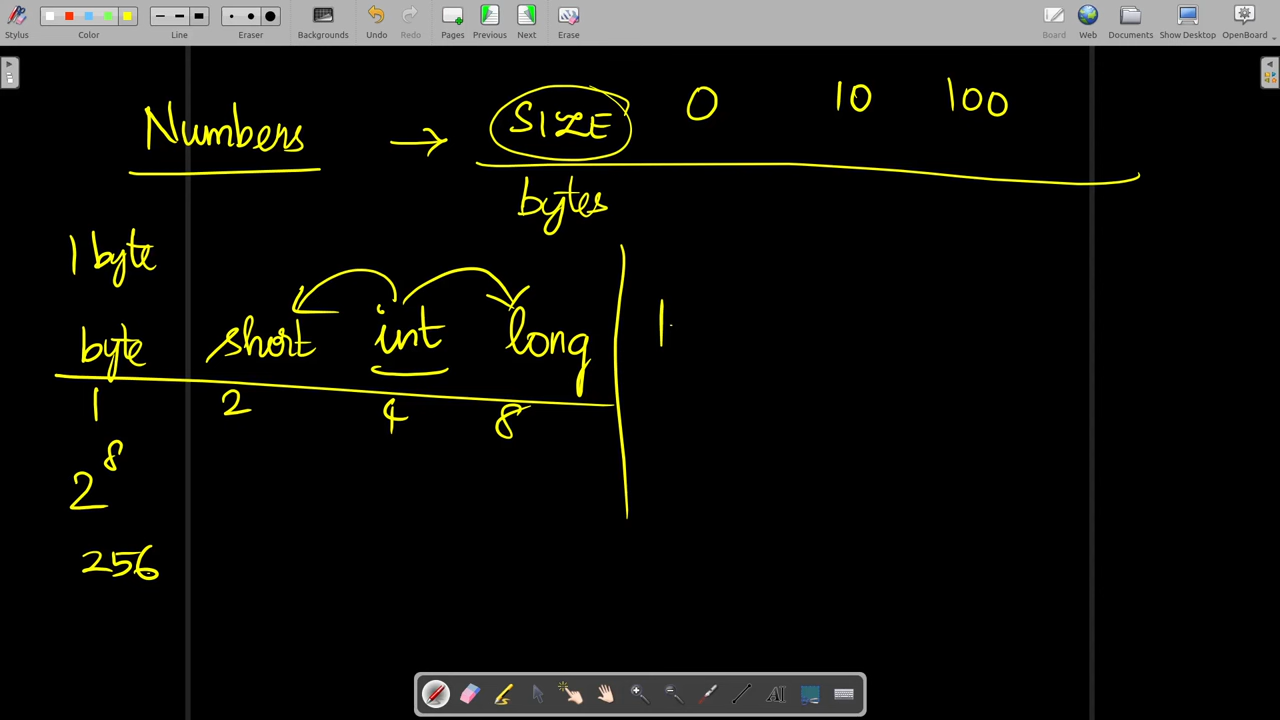 Stylus Color Line Eraser Backgrounds Undo Redo Pages Previous Next Erase Board Web Documents Show Desktop OpenBoard
Numbers → SIZE 0 10 100
bytes
1 byte
byte short int long 1.
1 2 4 8
2^8
256